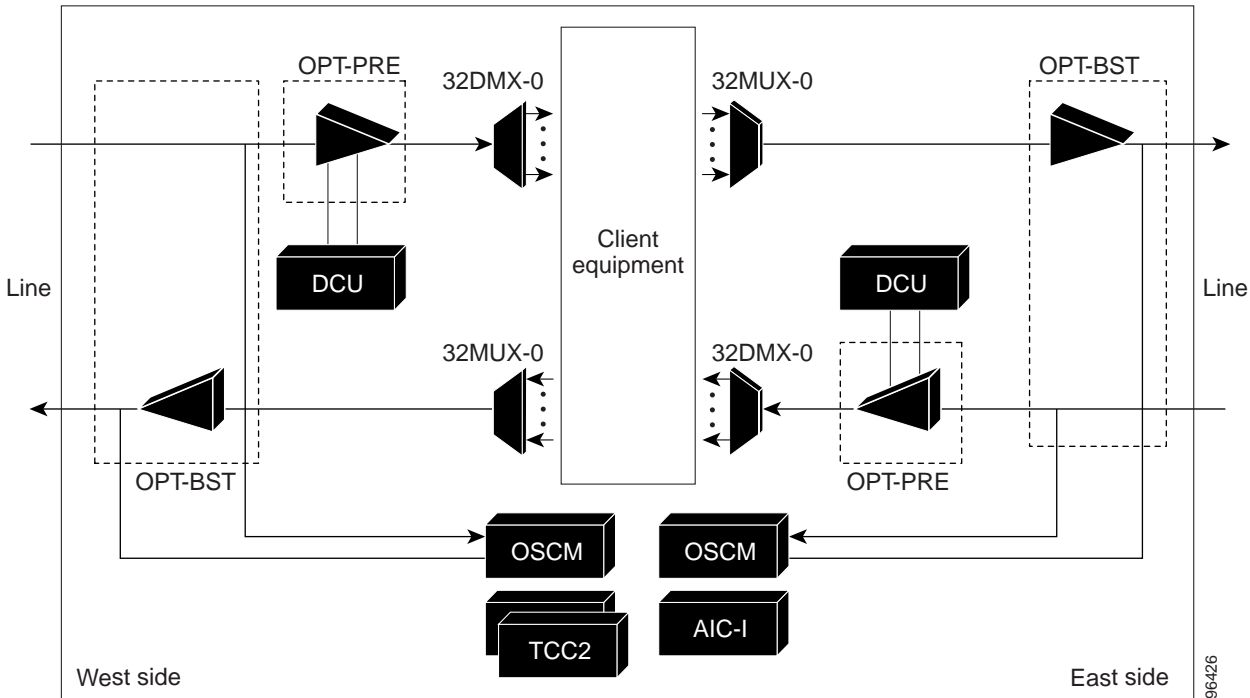 OPT-PRE
32DMX-0
32MUX-0
OPT-BST
Client
equipment
DCU
DCU
Line
Line
32MUX-0
32DMX-0
OPT-BST
OPT-PRE
OSCM
OSCM
TCC2
AIC-I
West side
East side
96426